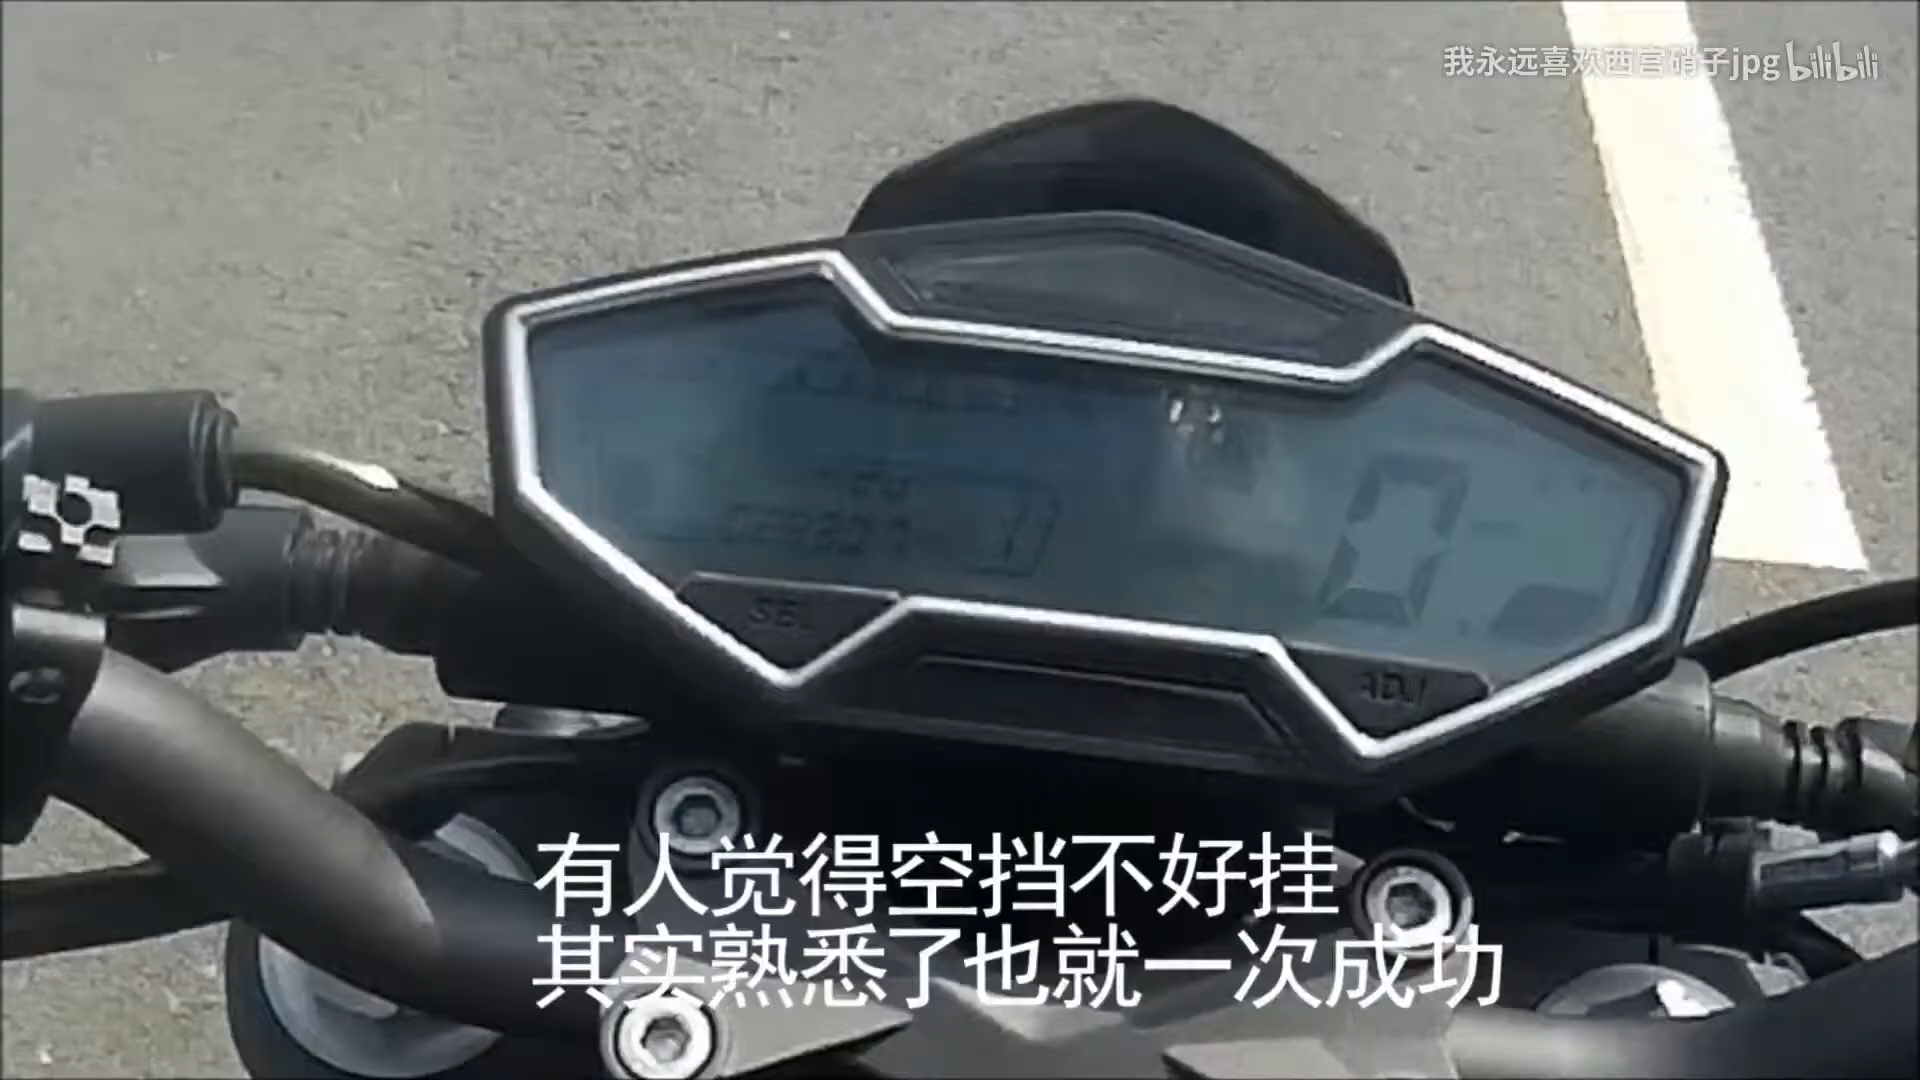 我永远喜欢西宫硝子jpg bilibili
0
SEL
ADJ
有人觉得空挡不好挂
其实熟悉了也就一次成功